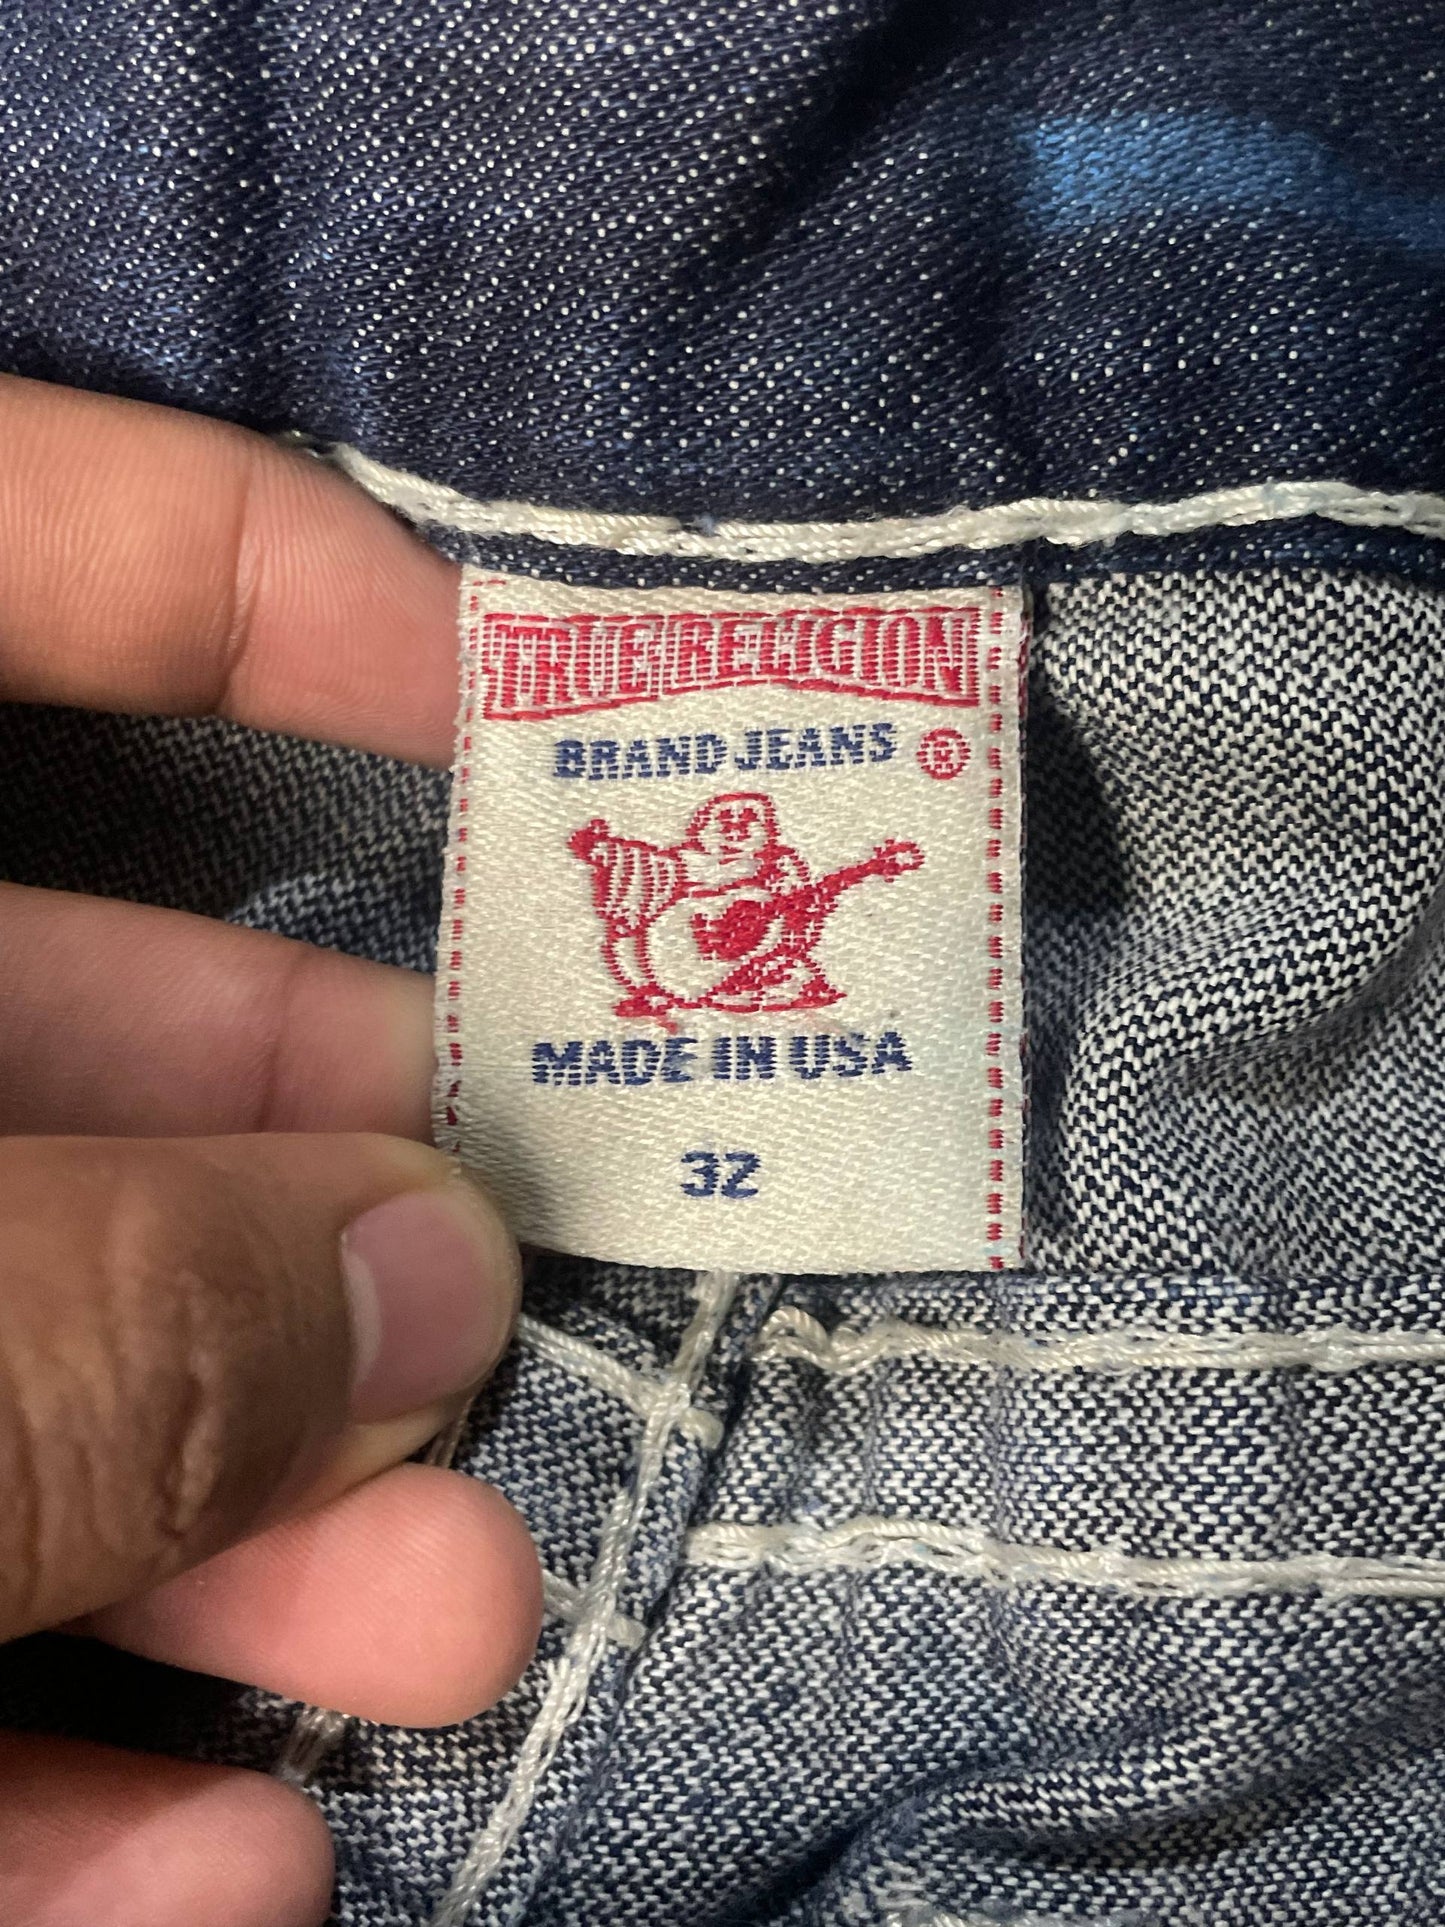 TRUE RELIGION
BRAND JEANS ®
MADE IN USA
32